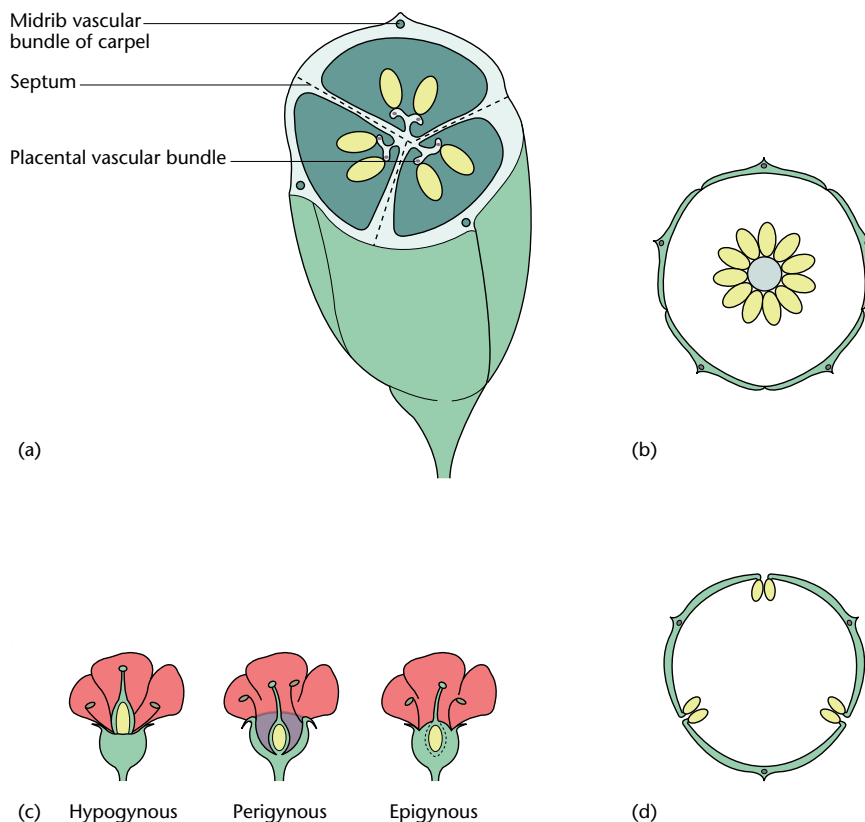 Midrib vascular
bundle of carpel
Septum
Placental vascular bundle
(a)
(b)
(c) Hypogynous Perigynous Epigynous
(d)